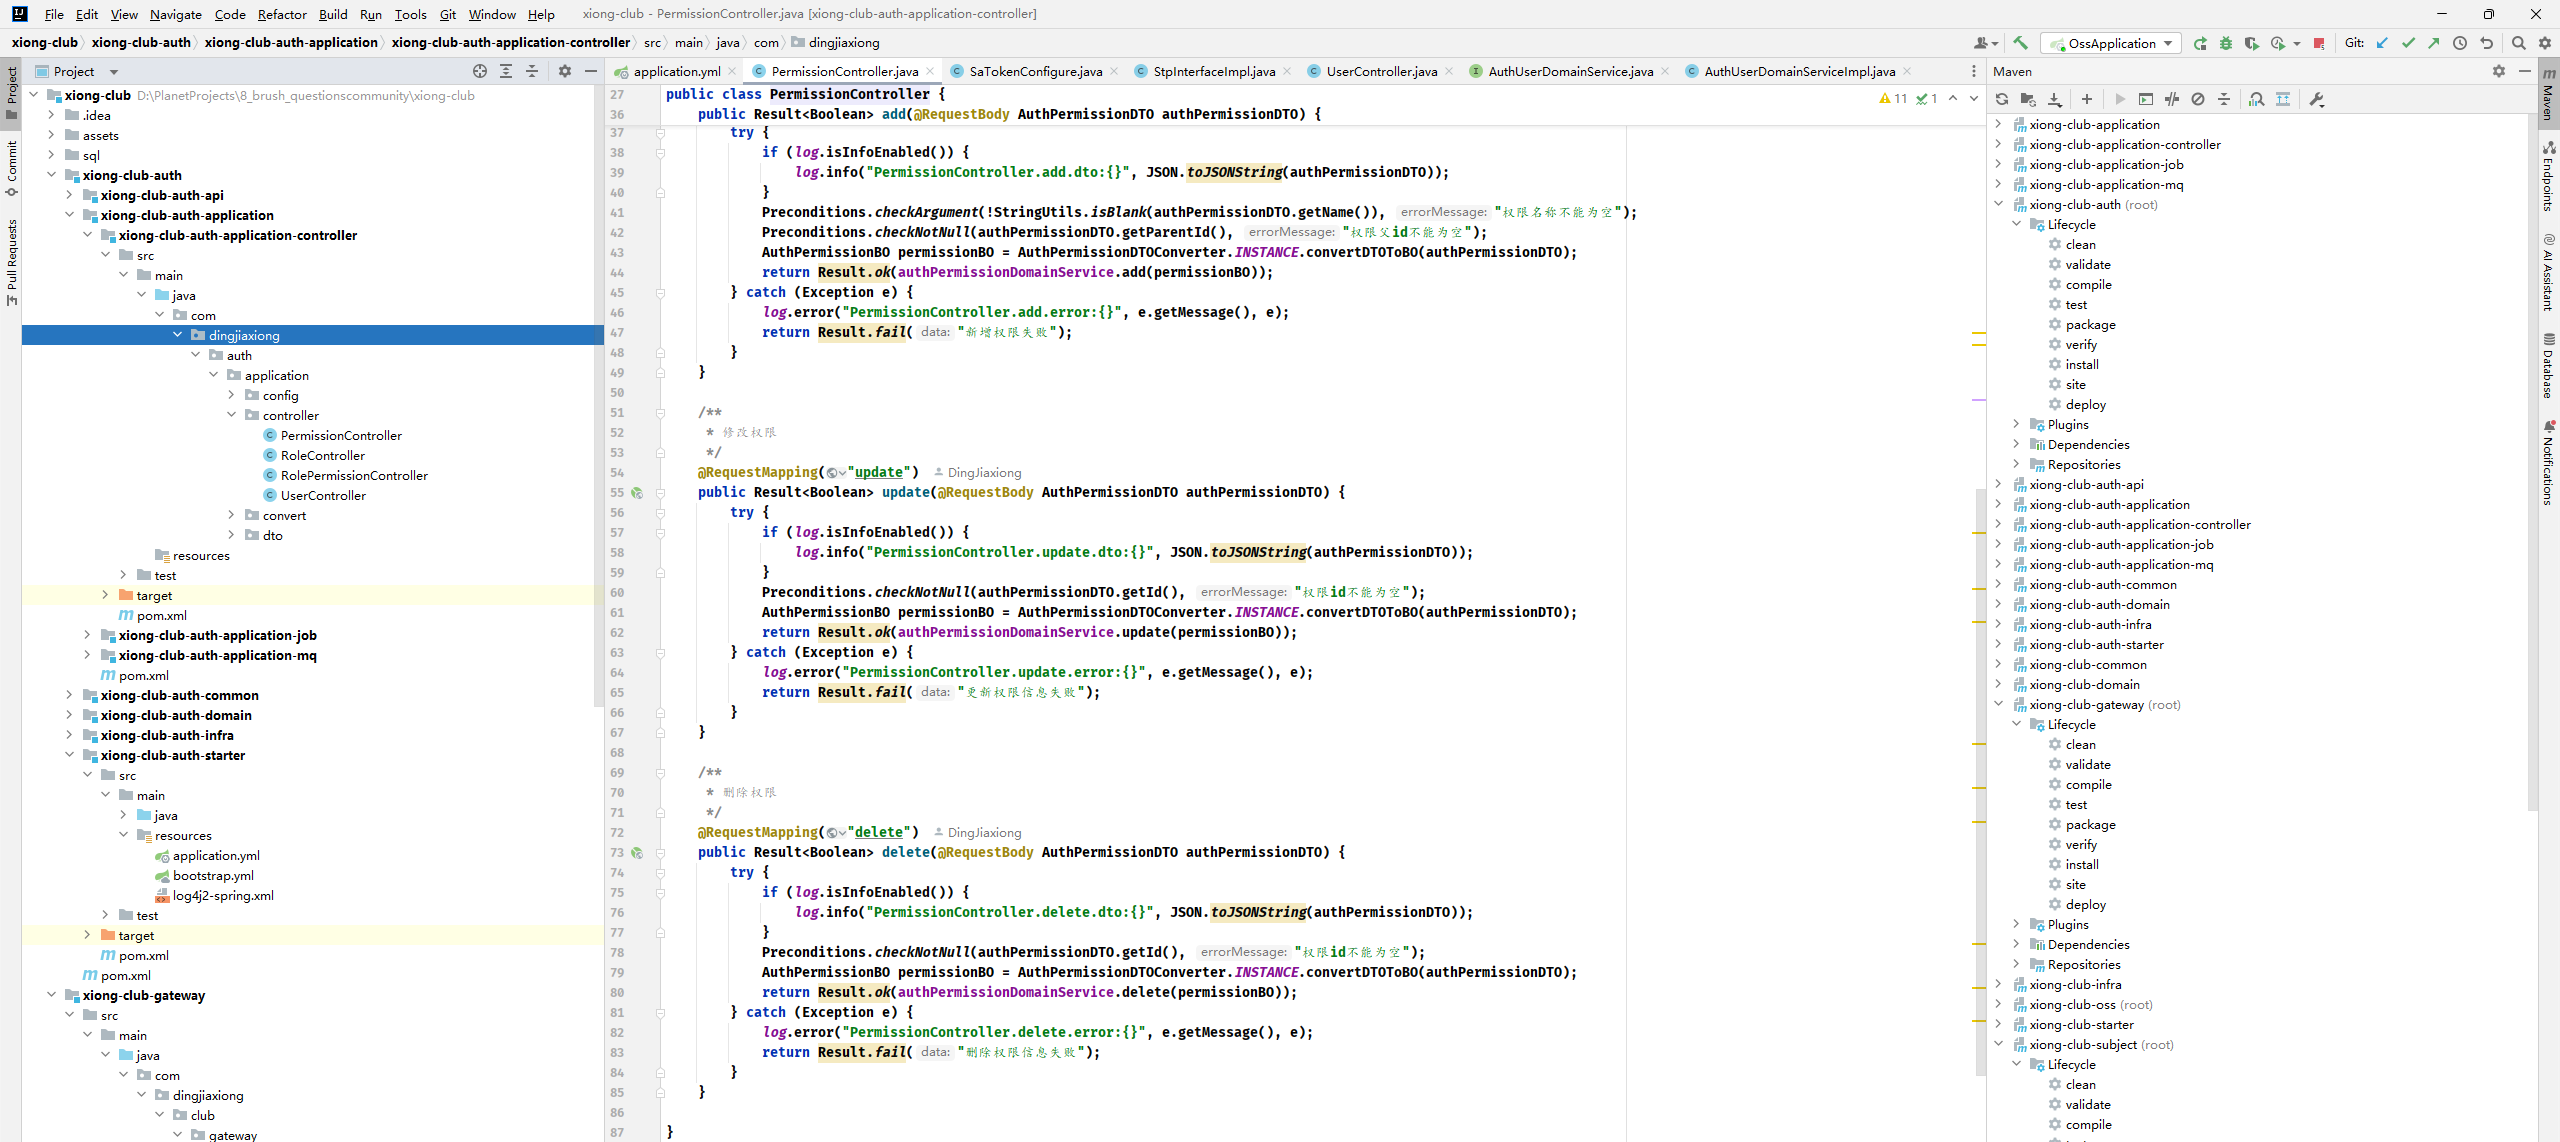 File Edit View Navigate Code Refactor Build Run Tools Git Window Help xiong-club - PermissionController.java [xiong-club-auth-application-controller]
xiong-club xiong-club-auth xiong-club-auth-application xiong-club-auth-application-controller src main java com dingjiaxiong OssApplication Git:
Project
Commit
Pull Requests
Project
xiong-club D:\PlanetProjects\8_brush_questionscommunity\xiong-club
.idea
assets
sql
xiong-club-auth
xiong-club-auth-api
xiong-club-auth-application
xiong-club-auth-application-controller
src
main
java
com
dingjiaxiong
auth
application
config
controller
PermissionController
RoleController
RolePermissionController
UserController
convert
dto
resources
test
target
pom.xml
xiong-club-auth-application-job
xiong-club-auth-application-mq
pom.xml
xiong-club-auth-common
xiong-club-auth-domain
xiong-club-auth-infra
xiong-club-auth-starter
src
main
java
resources
application.yml
bootstrap.yml
log4j2-spring.xml
test
target
pom.xml
pom.xml
xiong-club-gateway
src
main
java
com
dingjiaxiong
club
gateway
application.yml PermissionController.java SaTokenConfigure.java StpInterfaceImpl.java UserController.java AuthUserDomainService.java AuthUserDomainServiceImpl.java
11 1
27 public class PermissionController {
36 public Result<Boolean> add(@RequestBody AuthPermissionDTO authPermissionDTO) {
37 try {
38 if (log.isInfoEnabled()) {
39 log.info("PermissionController.add.dto:{}", JSON.toJSONString(authPermissionDTO));
40 }
41 Preconditions.checkArgument(!StringUtils.isBlank(authPermissionDTO.getName()), errorMessage: "权限名称不能为空");
42 Preconditions.checkNotNull(authPermissionDTO.getParentId(), errorMessage: "权限父id不能为空");
43 AuthPermissionBO permissionBO = AuthPermissionDTOConverter.INSTANCE.convertDTOToBO(authPermissionDTO);
44 return Result.ok(authPermissionDomainService.add(permissionBO));
45 } catch (Exception e) {
46 log.error("PermissionController.add.error:{}", e.getMessage(), e);
47 return Result.fail( data: "新增权限失败");
48 }
49 }
50
51 /**
52 * 修改权限
53 */
54 @RequestMapping("update") DingJiaxiong
55 public Result<Boolean> update(@RequestBody AuthPermissionDTO authPermissionDTO) {
56 try {
57 if (log.isInfoEnabled()) {
58 log.info("PermissionController.update.dto:{}", JSON.toJSONString(authPermissionDTO));
59 }
60 Preconditions.checkNotNull(authPermissionDTO.getId(), errorMessage: "权限id不能为空");
61 AuthPermissionBO permissionBO = AuthPermissionDTOConverter.INSTANCE.convertDTOToBO(authPermissionDTO);
62 return Result.ok(authPermissionDomainService.update(permissionBO));
63 } catch (Exception e) {
64 log.error("PermissionController.update.error:{}", e.getMessage(), e);
65 return Result.fail( data: "更新权限信息失败");
66 }
67 }
68
69 /**
70 * 删除权限
71 */
72 @RequestMapping("delete") DingJiaxiong
73 public Result<Boolean> delete(@RequestBody AuthPermissionDTO authPermissionDTO) {
74 try {
75 if (log.isInfoEnabled()) {
76 log.info("PermissionController.delete.dto:{}", JSON.toJSONString(authPermissionDTO));
77 }
78 Preconditions.checkNotNull(authPermissionDTO.getId(), errorMessage: "权限id不能为空");
79 AuthPermissionBO permissionBO = AuthPermissionDTOConverter.INSTANCE.convertDTOToBO(authPermissionDTO);
80 return Result.ok(authPermissionDomainService.delete(permissionBO));
81 } catch (Exception e) {
82 log.error("PermissionController.delete.error:{}", e.getMessage(), e);
83 return Result.fail( data: "删除权限信息失败");
84 }
85 }
86
87 }
Maven
xiong-club-application
xiong-club-application-controller
xiong-club-application-job
xiong-club-application-mq
xiong-club-auth (root)
Lifecycle
clean
validate
compile
test
package
verify
install
site
deploy
Plugins
Dependencies
Repositories
xiong-club-auth-api
xiong-club-auth-application
xiong-club-auth-application-controller
xiong-club-auth-application-job
xiong-club-auth-application-mq
xiong-club-auth-common
xiong-club-auth-domain
xiong-club-auth-infra
xiong-club-auth-starter
xiong-club-common
xiong-club-domain
xiong-club-gateway (root)
Lifecycle
clean
validate
compile
test
package
verify
install
site
deploy
Plugins
Dependencies
Repositories
xiong-club-infra
xiong-club-oss (root)
xiong-club-starter
xiong-club-subject (root)
Lifecycle
clean
validate
compile
Maven
Endpoints
AI Assistant
Database
Notifications